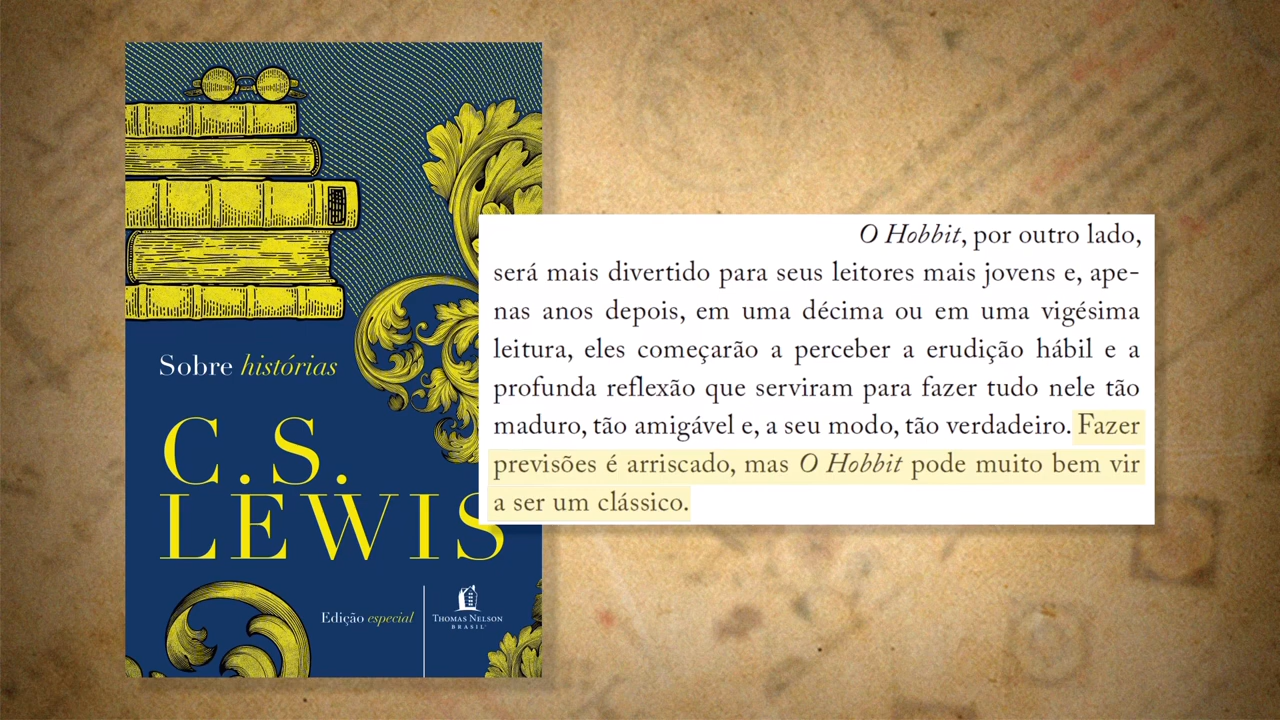 Sobre histórias
C.S.
LEWIS
Edição especial
THOMAS NELSON
BRASIL
O Hobbit, por outro lado,
será mais divertido para seus leitores mais jovens e, ape-
nas anos depois, em uma décima ou em uma vigésima
leitura, eles começarão a perceber a erudição hábil e a
profunda reflexão que serviram para fazer tudo nele tão
maduro, tão amigável e, a seu modo, tão verdadeiro. Fazer
previsões é arriscado, mas O Hobbit pode muito bem vir
a ser um clássico.